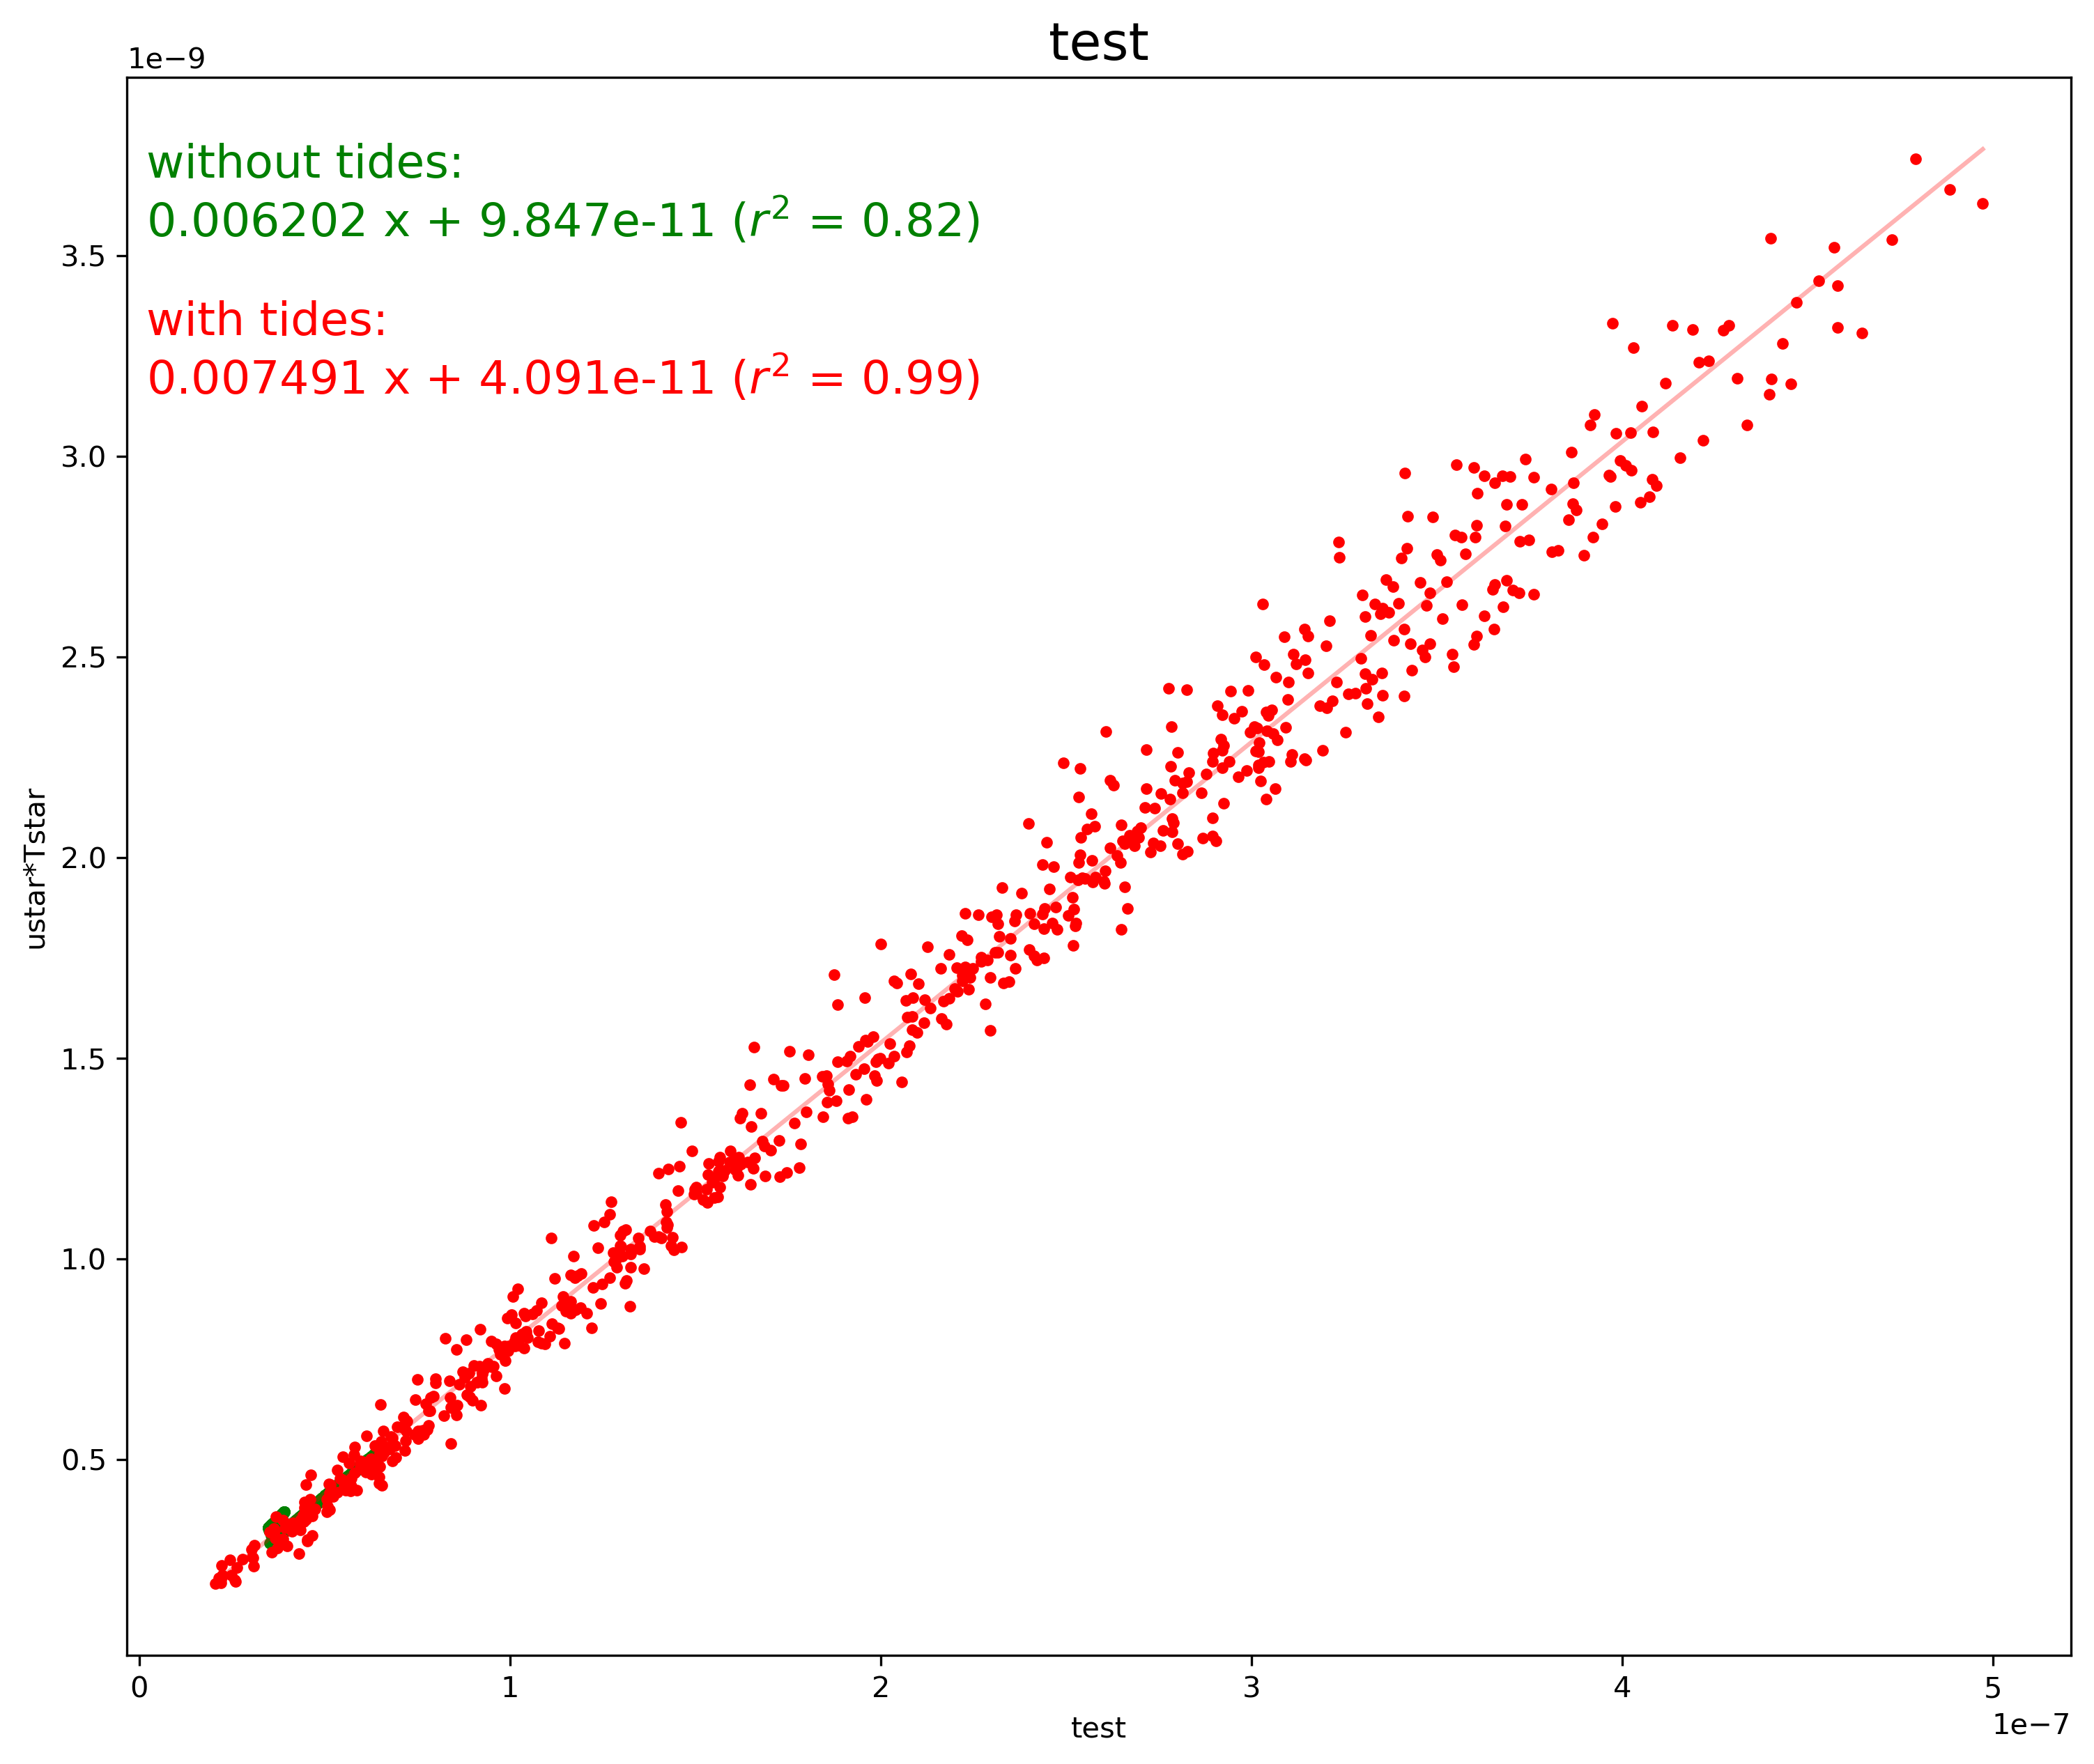 test
1e−9
without tides:
0.006202 x + 9.847e-11 (r² = 0.82)
with tides:
0.007491 x + 4.091e-11 (r² = 0.99)
3.5
3.0
2.5
2.0
1.5
1.0
0.5
ustar*Tstar
0 1 2 3 4 5
test
1e−7